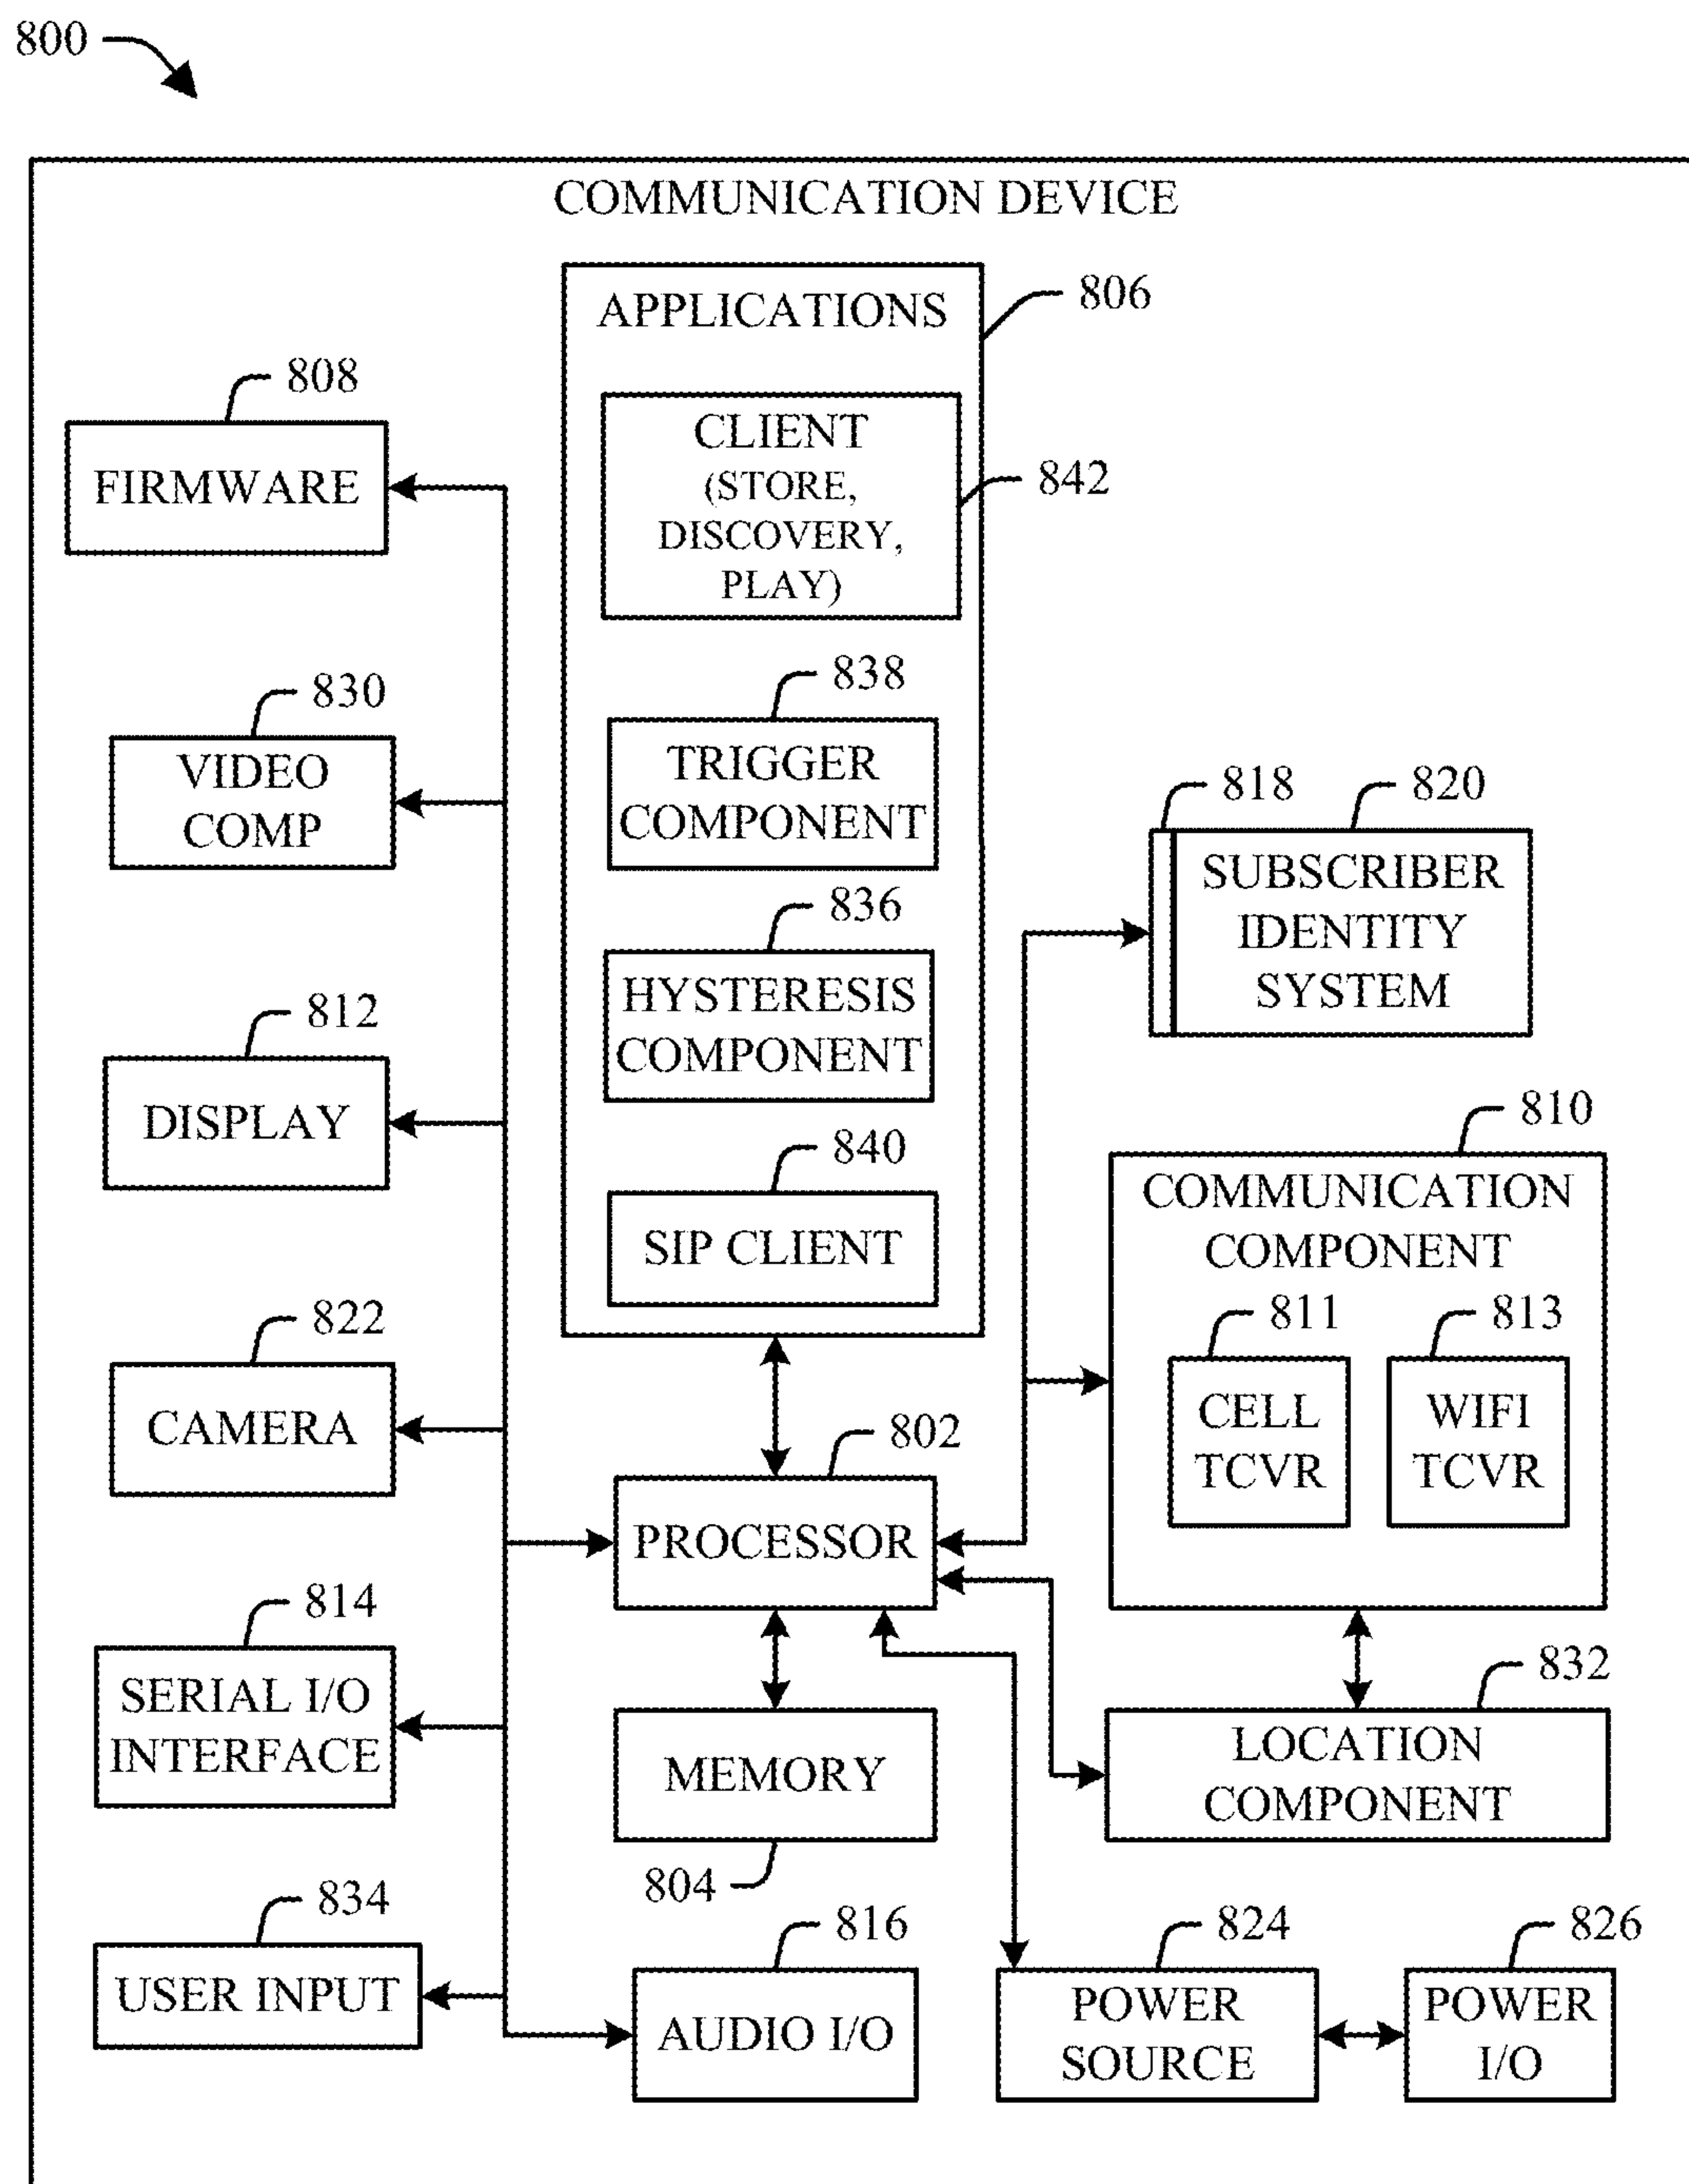 800
COMMUNICATION DEVICE
APPLICATIONS
806
CLIENT
(STORE,
DISCOVERY,
PLAY)
842
838
TRIGGER
COMPONENT
836
HYSTERESIS
COMPONENT
840
SIP CLIENT
808
FIRMWARE
830
VIDEO
COMP
812
DISPLAY
822
CAMERA
814
SERIAL I/O
INTERFACE
834
USER INPUT
802
PROCESSOR
MEMORY
804
816
AUDIO I/O
818
820
SUBSCRIBER
IDENTITY
SYSTEM
810
COMMUNICATION
COMPONENT
811
CELL
TCVR
813
WIFI
TCVR
832
LOCATION
COMPONENT
824
POWER
SOURCE
826
POWER
I/O